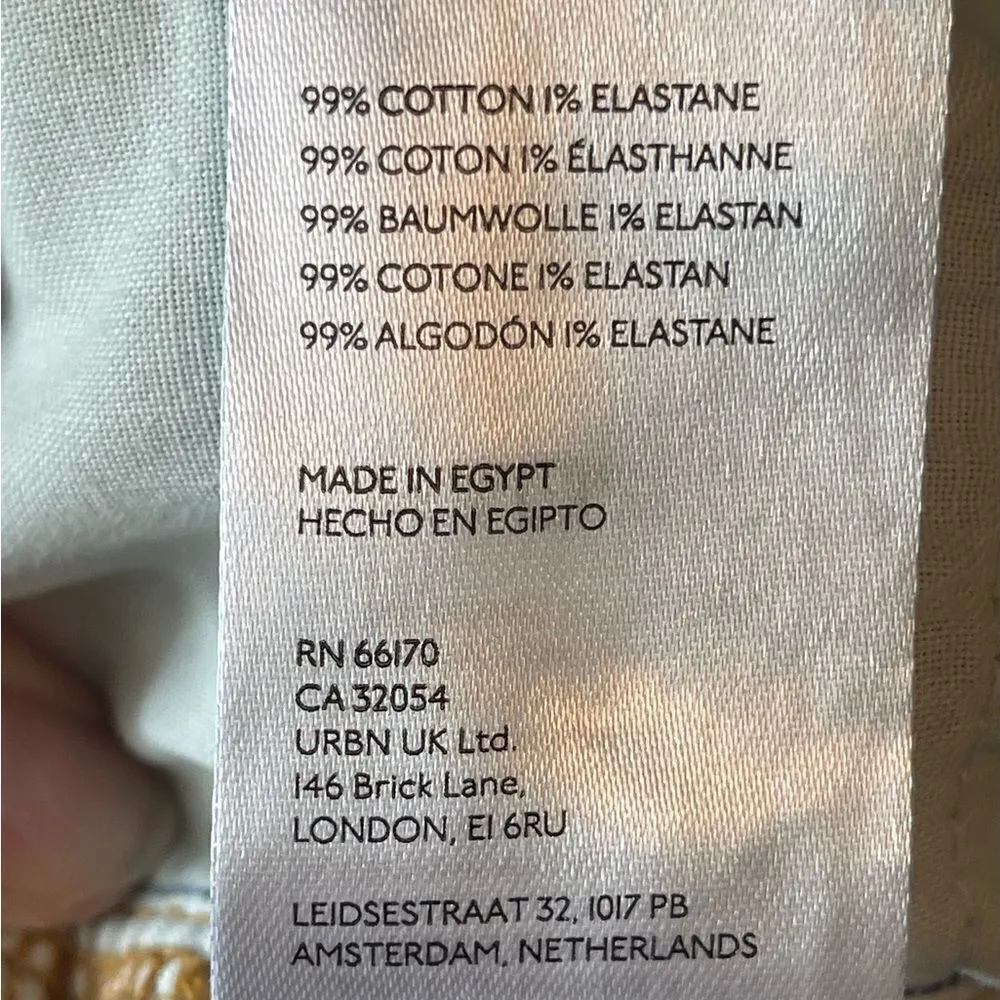 99% COTTON 1% ELASTANE
99% COTON 1% ÉLASTHANNE
99% BAUMWOLLE 1% ELASTAN
99% COTONE 1% ELASTAN
99% ALGODÓN 1% ELASTANE
MADE IN EGYPT
HECHO EN EGIPTO
RN 66170
CA 32054
URBN UK Ltd.
146 Brick Lane,
LONDON, E1 6RU
LEIDSESTRAAT 32, 1017 PB
AMSTERDAM, NETHERLANDS